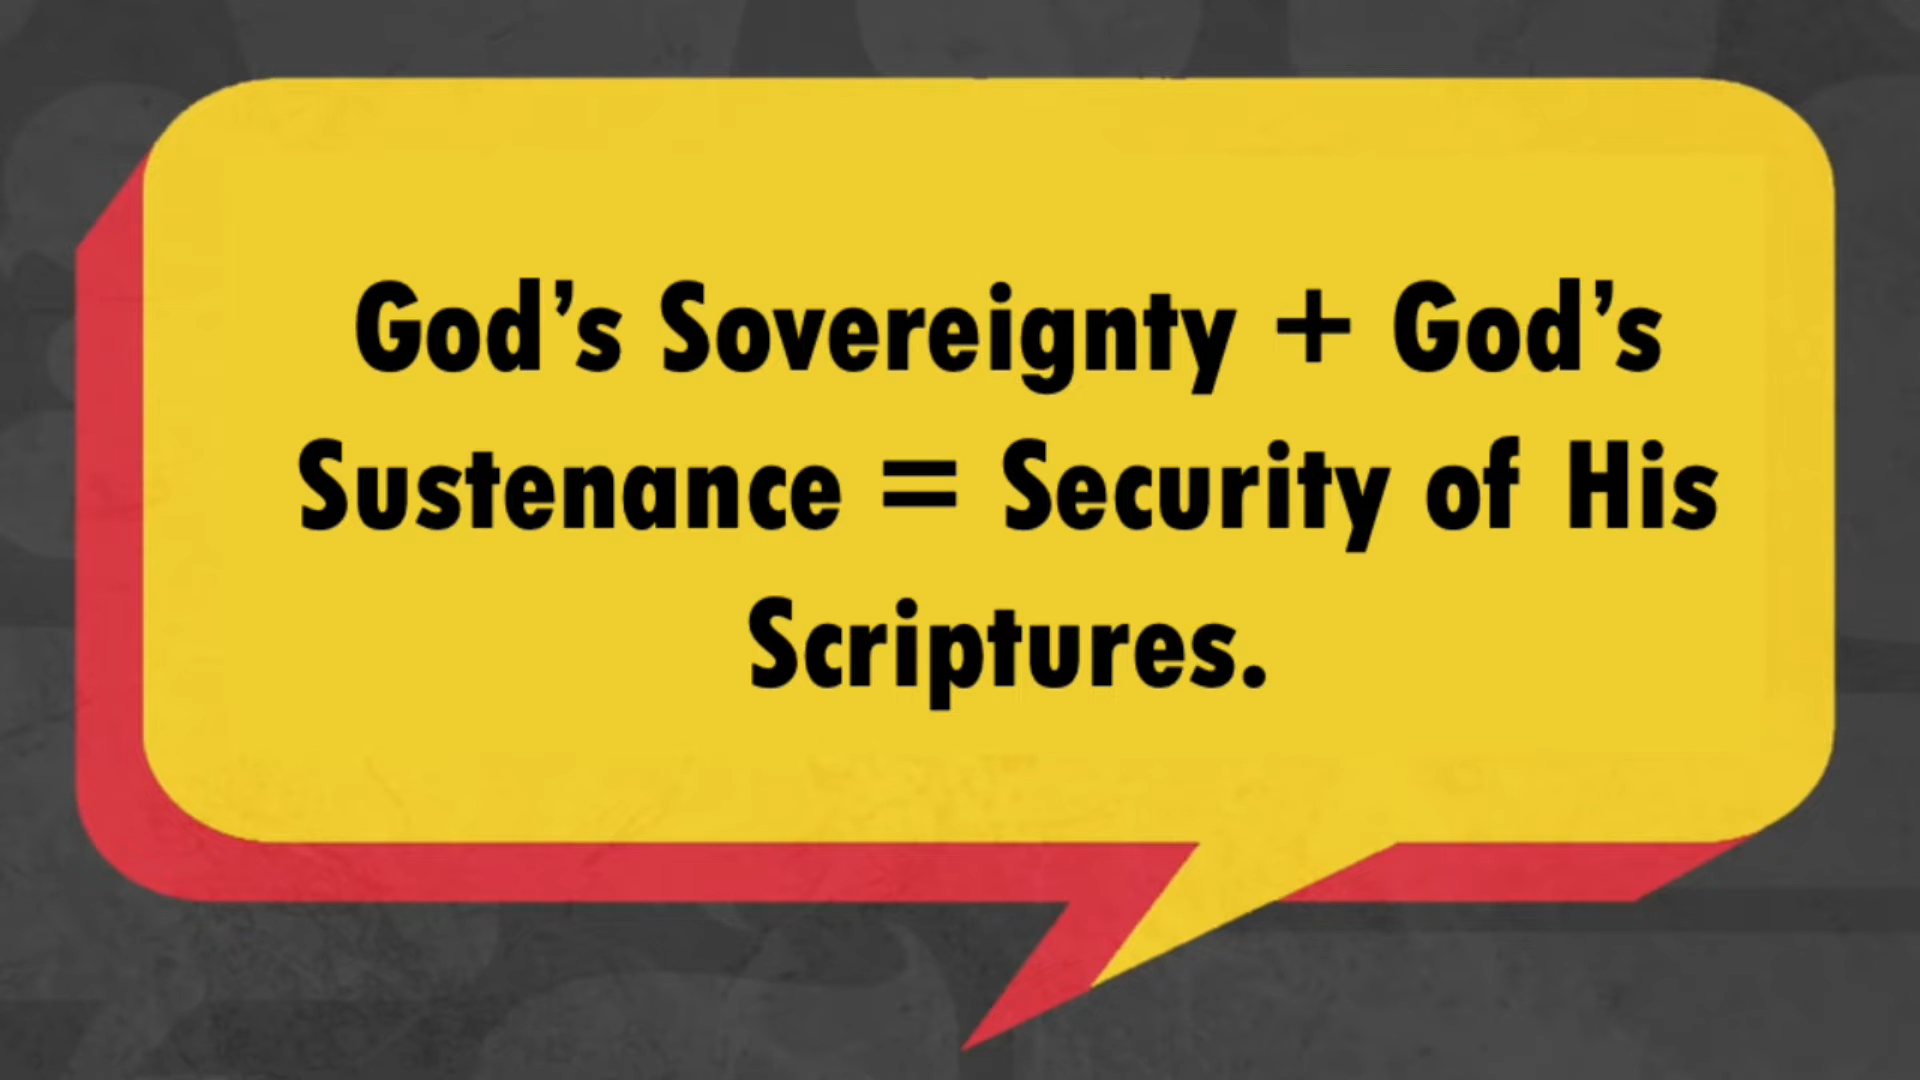 God’s Sovereignty + God’s
Sustenance = Security of His
Scriptures.